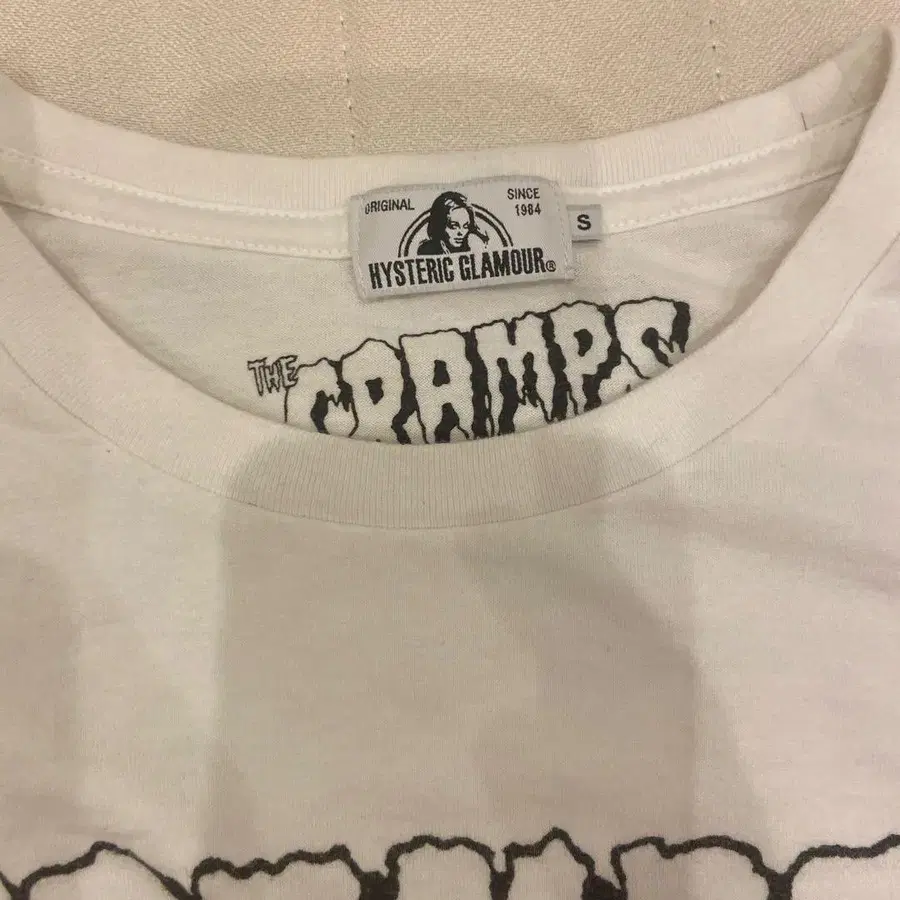 ORIGINAL
SINCE
1984
S
HYSTERIC GLAMOUR®
THE
CRAMPS